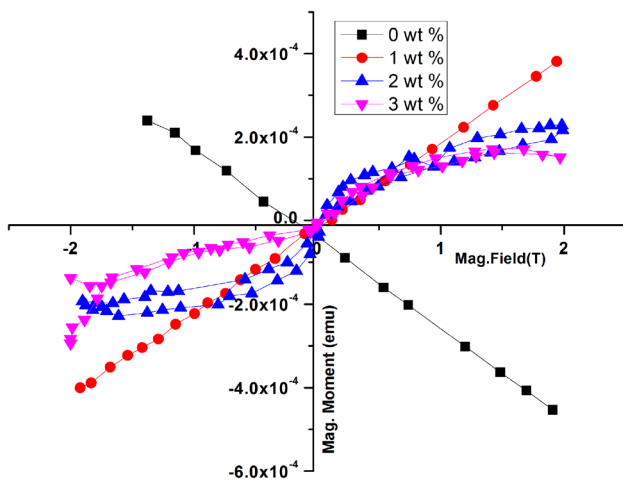 4.0x10⁻⁴
0 wt %
1 wt %
2 wt %
3 wt %
2.0x10⁻⁴
0.0
-2
-1
0
1
2
Mag.Field(T)
-2.0x10⁻⁴
-4.0x10⁻⁴
-6.0x10⁻⁴
Mag. Moment (emu)